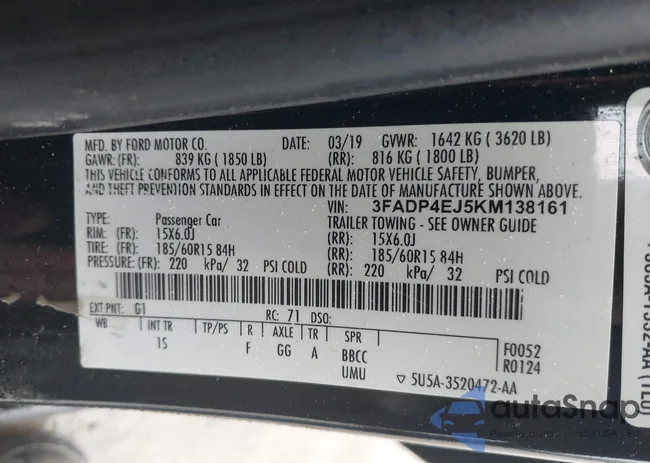 MFD. BY FORD MOTOR CO. DATE: 03/19 GVWR: 1642 KG ( 3620 LB)
GAWR: (FR): 839 KG ( 1850 LB) (RR): 816 KG ( 1800 LB)
THIS VEHICLE CONFORMS TO ALL APPLICABLE FEDERAL MOTOR VEHICLE SAFETY, BUMPER,
AND THEFT PREVENTION STANDARDS IN EFFECT ON THE DATE OF MANUFACTURE SHOWN ABOVE.
VIN: 3FADP4EJ5KM138161
TYPE: Passenger Car TRAILER TOWING - SEE OWNER GUIDE
RIM: (FR): 15X6.0J (RR): 15X6.0J
TIRE: (FR): 185/60R15 84H (RR): 185/60R15 84H
PRESSURE: (FR): 220 kPa/ 32 PSI COLD (RR): 220 kPa/ 32 PSI COLD
EXT PNT: G1 RC: 71 DSO:
WB INT TR TP/PS R AXLE TR SPR
1S F GG A BBCC
UMU
F0052
R0124
▽ 5U5A-3520472-AA
autoSnap